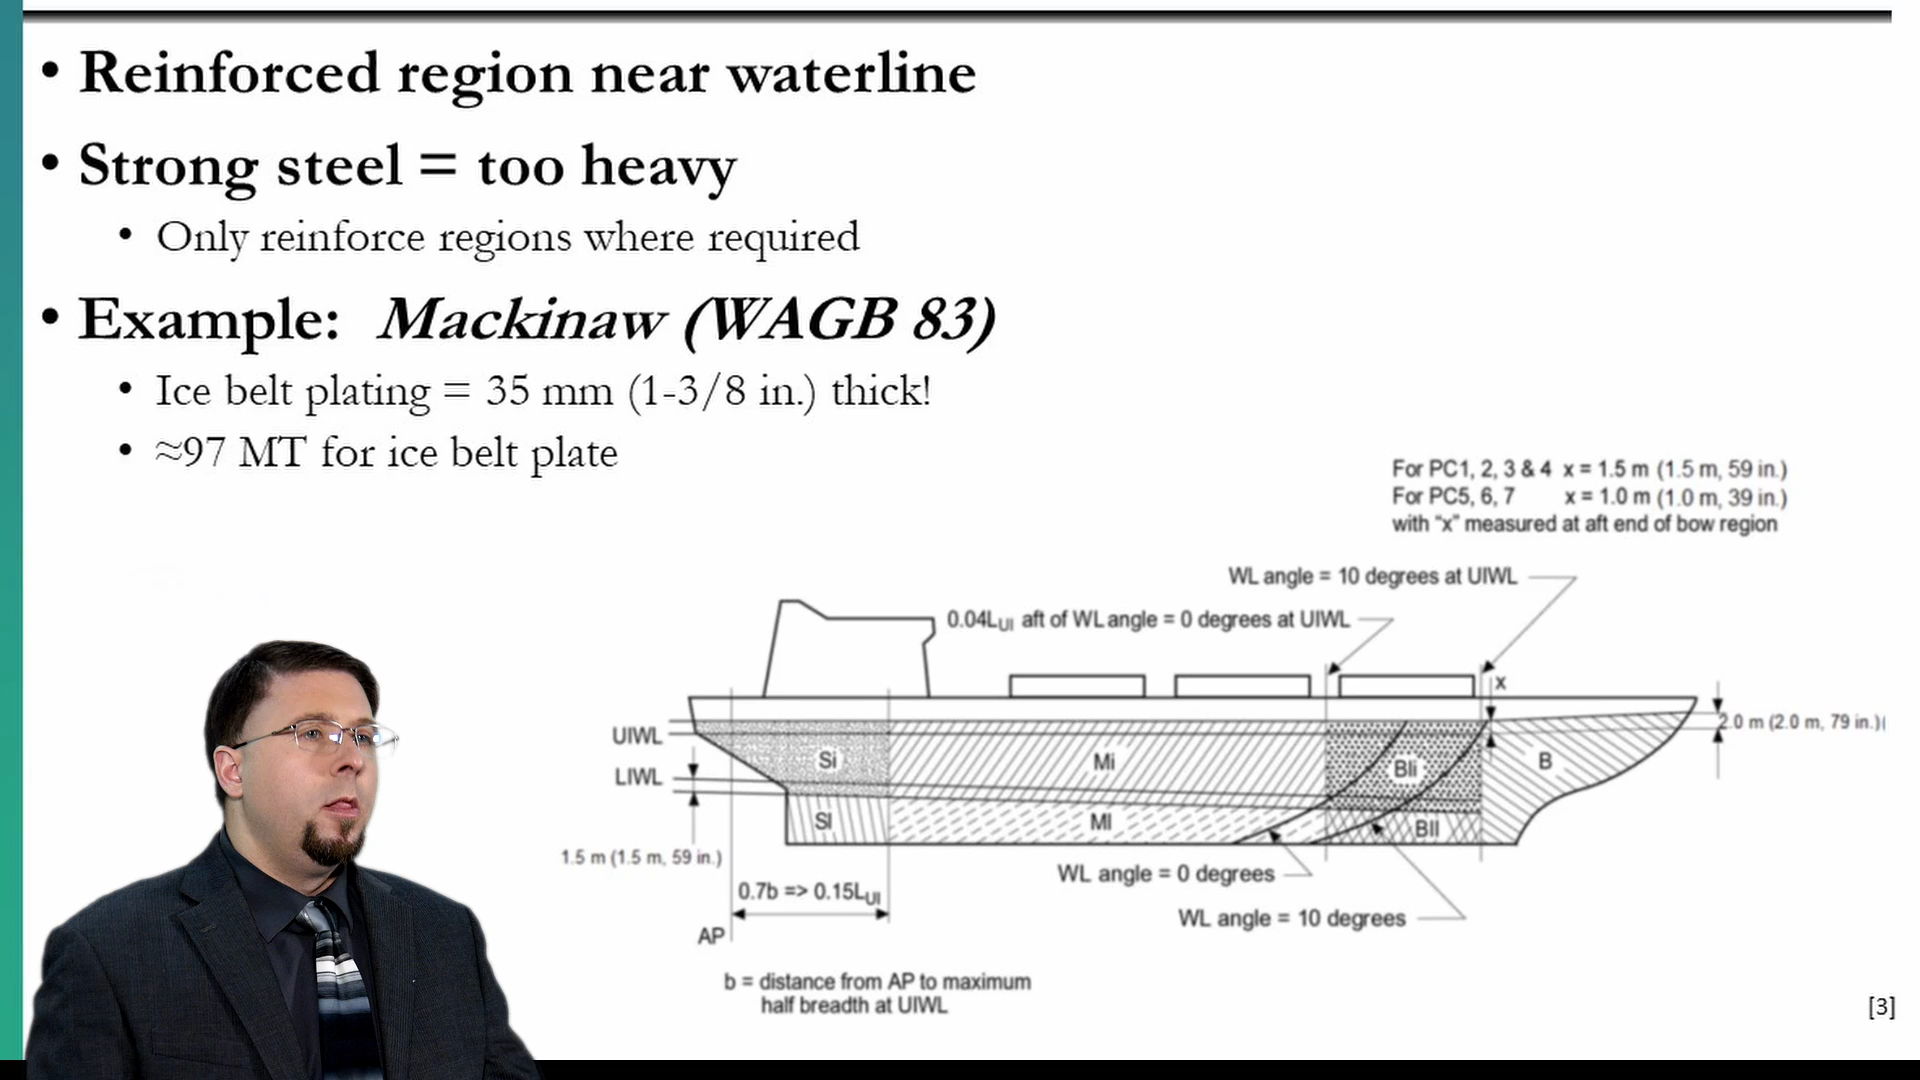 • Reinforced region near waterline
• Strong steel = too heavy
• Only reinforce regions where required
• Example: Mackinaw (WAGB 83)
• Ice belt plating = 35 mm (1-3/8 in.) thick!
• ≈97 MT for ice belt plate
For PC1, 2, 3 & 4 x = 1.5 m (1.5 m, 59 in.)
For PC5, 6, 7 x = 1.0 m (1.0 m, 39 in.)
with "x" measured at aft end of bow region
WL angle = 10 degrees at UIWL
0.04LUI aft of WL angle = 0 degrees at UIWL
x
2.0 m (2.0 m, 79 in.)(
UIWL
Si
Mi
BIi
B
LIWL
Sl
Ml
BIl
1.5 m (1.5 m, 59 in.)
WL angle = 0 degrees
0.7b => 0.15LUI
WL angle = 10 degrees
AP
b = distance from AP to maximum
half breadth at UIWL
[3]